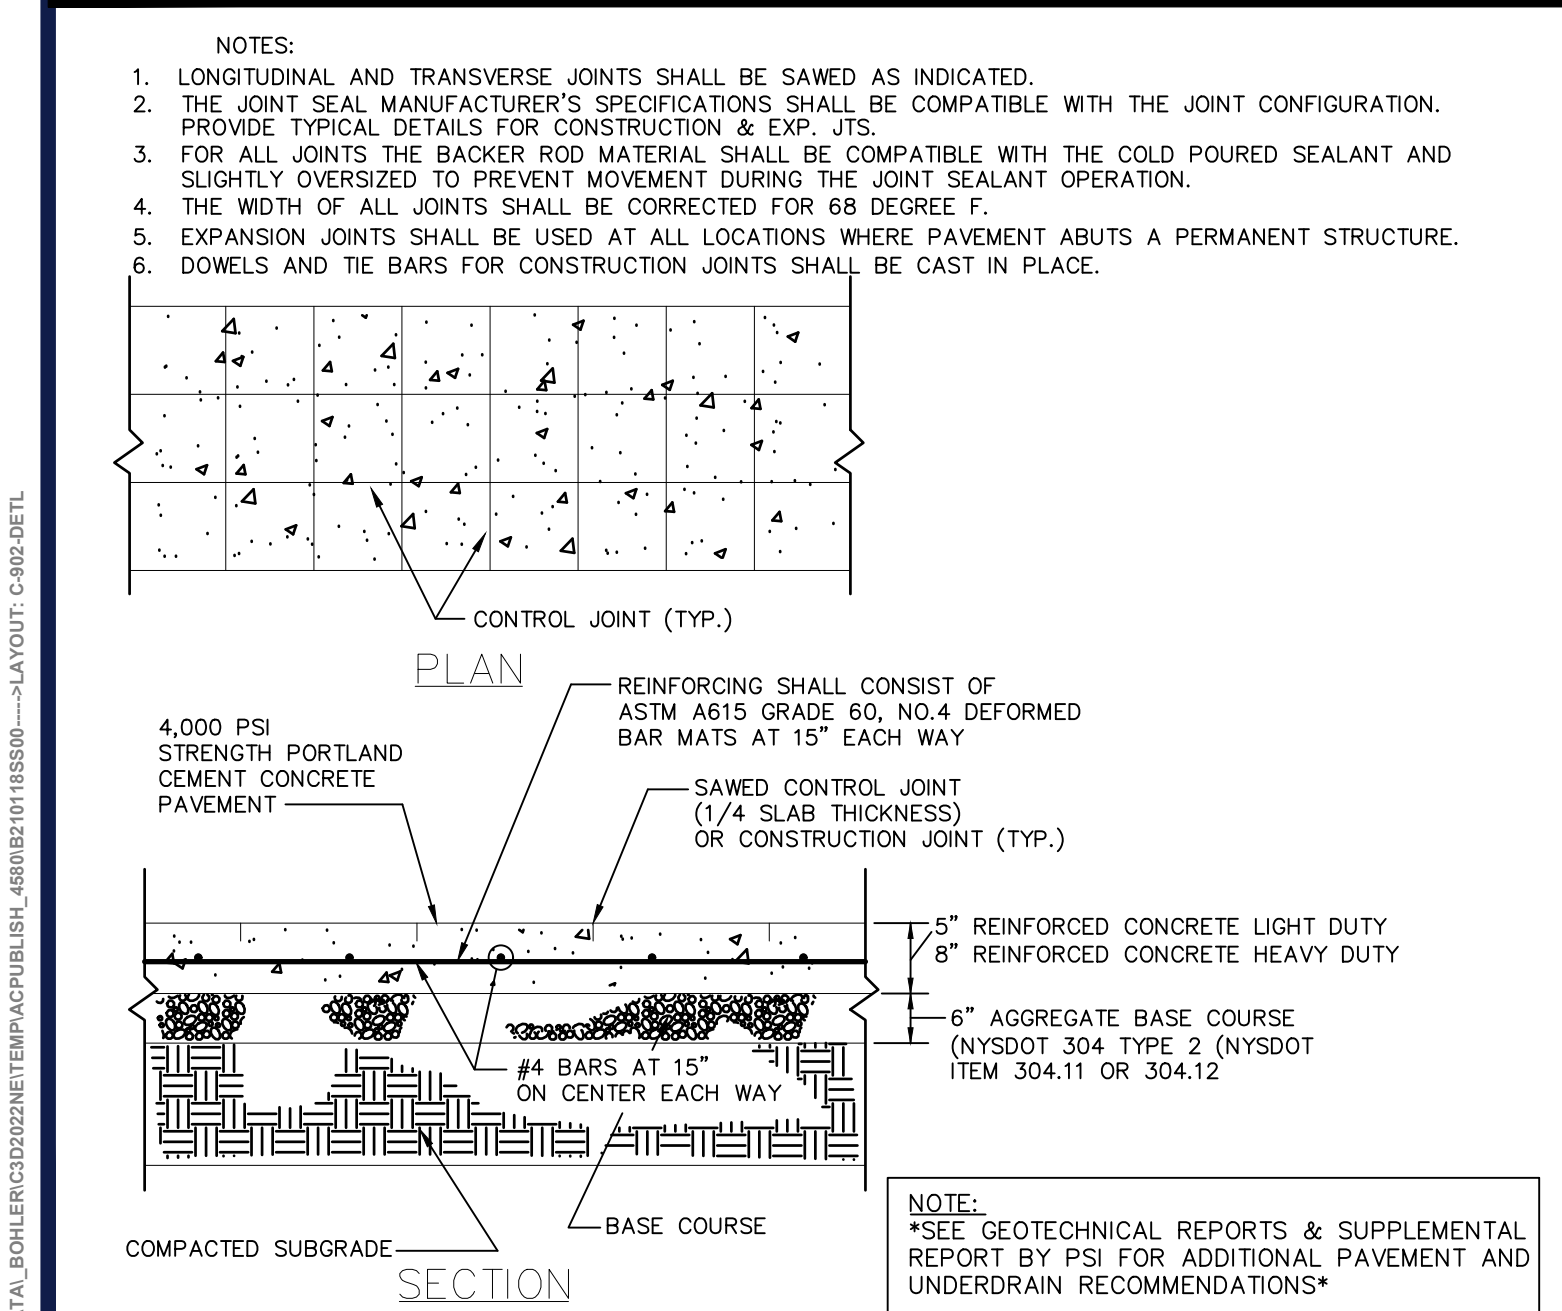 NOTES:
1. LONGITUDINAL AND TRANSVERSE JOINTS SHALL BE SAWED AS INDICATED.
2. THE JOINT SEAL MANUFACTURER'S SPECIFICATIONS SHALL BE COMPATIBLE WITH THE JOINT CONFIGURATION.
PROVIDE TYPICAL DETAILS FOR CONSTRUCTION & EXP. JTS.
3. FOR ALL JOINTS THE BACKER ROD MATERIAL SHALL BE COMPATIBLE WITH THE COLD POURED SEALANT AND
SLIGHTLY OVERSIZED TO PREVENT MOVEMENT DURING THE JOINT SEALANT OPERATION.
4. THE WIDTH OF ALL JOINTS SHALL BE CORRECTED FOR 68 DEGREE F.
5. EXPANSION JOINTS SHALL BE USED AT ALL LOCATIONS WHERE PAVEMENT ABUTS A PERMANENT STRUCTURE.
6. DOWELS AND TIE BARS FOR CONSTRUCTION JOINTS SHALL BE CAST IN PLACE.
CONTROL JOINT (TYP.)
PLAN
REINFORCING SHALL CONSIST OF
ASTM A615 GRADE 60, NO.4 DEFORMED
BAR MATS AT 15" EACH WAY
4,000 PSI
STRENGTH PORTLAND
CEMENT CONCRETE
PAVEMENT
SAWED CONTROL JOINT
(1/4 SLAB THICKNESS)
OR CONSTRUCTION JOINT (TYP.)
5" REINFORCED CONCRETE LIGHT DUTY
8" REINFORCED CONCRETE HEAVY DUTY
6" AGGREGATE BASE COURSE
(NYSDOT 304 TYPE 2 (NYSDOT
ITEM 304.11 OR 304.12
#4 BARS AT 15"
ON CENTER EACH WAY
BASE COURSE
COMPACTED SUBGRADE
SECTION
NOTE:
*SEE GEOTECHNICAL REPORTS & SUPPLEMENTAL
REPORT BY PSI FOR ADDITIONAL PAVEMENT AND
UNDERDRAIN RECOMMENDATIONS*
TA\_BOHLER\C3D2022NE\TEMP\ACPUBLISH_4580\B210118SS00----->LAYOUT: C-902-DETL